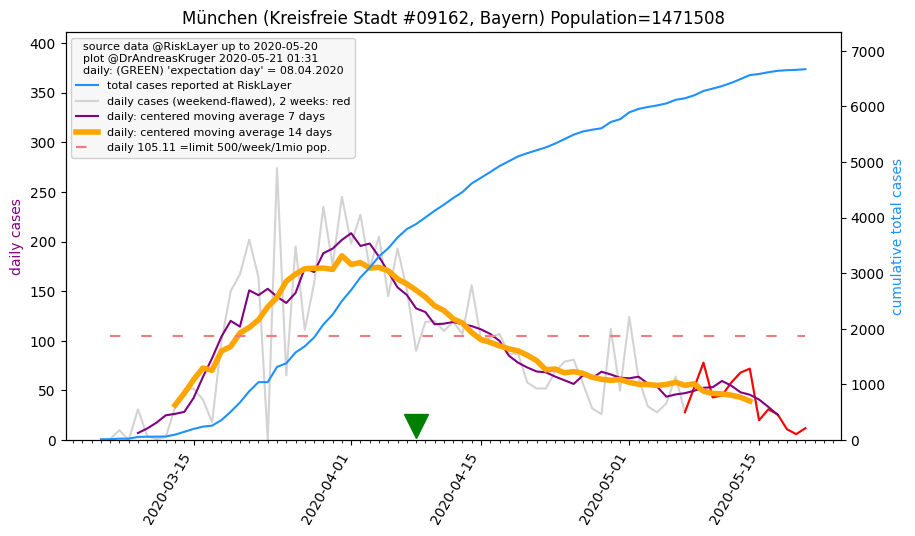 München (Kreisfreie Stadt #09162, Bayern) Population=1471508
source data @RiskLayer up to 2020-05-20
plot @DrAndreasKruger 2020-05-21 01:31
daily: (GREEN) 'expectation day' = 08.04.2020
total cases reported at RiskLayer
daily cases (weekend-flawed), 2 weeks: red
daily: centered moving average 7 days
daily: centered moving average 14 days
daily 105.11 =limit 500/week/1mio pop.
daily cases
400
350
300
250
200
150
100
50
0
7000
6000
5000
4000
3000
2000
1000
0
cumulative total cases
2020-03-15
2020-04-01
2020-04-15
2020-05-01
2020-05-15